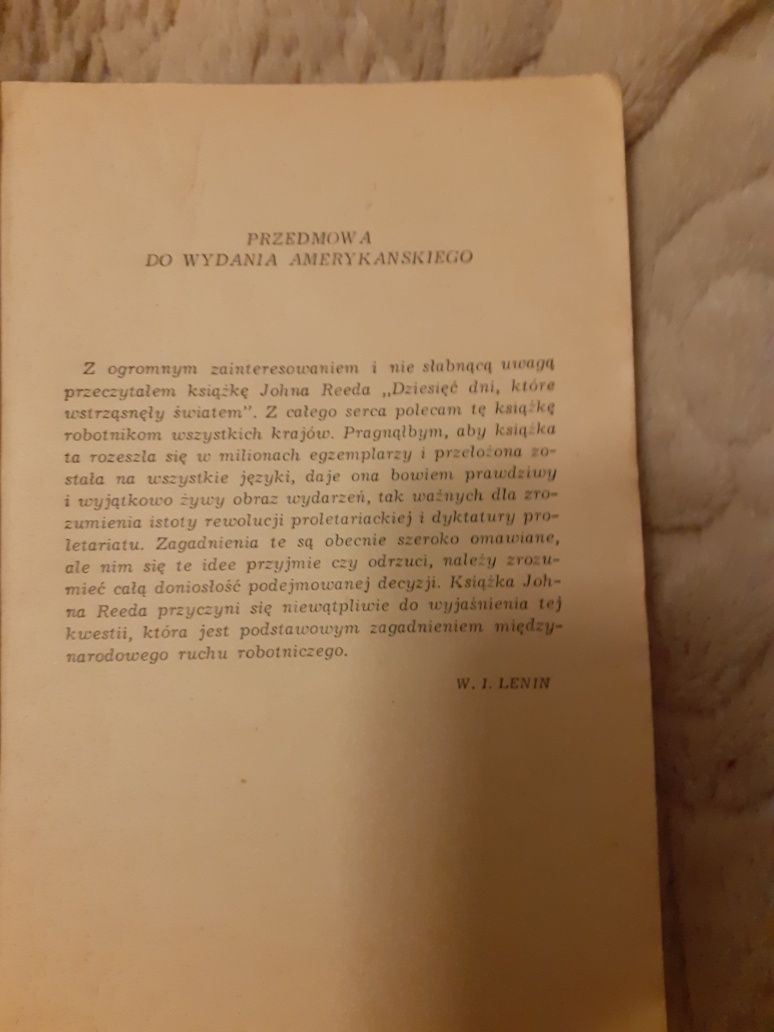 PRZEDMOWA
DO WYDANIA AMERYKANSKIEGO
Z ogromnym zainteresowaniem i nie słabnącą uwagą
przeczytałem książkę Johna Reeda „Dziesięć dni, które
wstrząsnęły światem”. Z całego serca polecam tę książkę
robotnikom wszystkich krajów. Pragnąłbym, aby książka
ta rozeszła się w milionach egzemplarzy i przełożona zo-
stała na wszystkie języki, daje ona bowiem prawdziwy
i wyjątkowo żywy obraz wydarzeń, tak ważnych dla zro-
zumienia istoty rewolucji proletariackiej i dyktatury pro-
letariatu. Zagadnienia te są obecnie szeroko omawiane,
ale nim się te idee przyjmie czy odrzuci, należy zrozu-
mieć całą doniosłość podejmowanej decyzji. Książka Joh-
na Reeda przyczyni się niewątpliwie do wyjaśnienia tej
kwestii, która jest podstawowym zagadnieniem między-
narodowego ruchu robotniczego.
W. I. LENIN